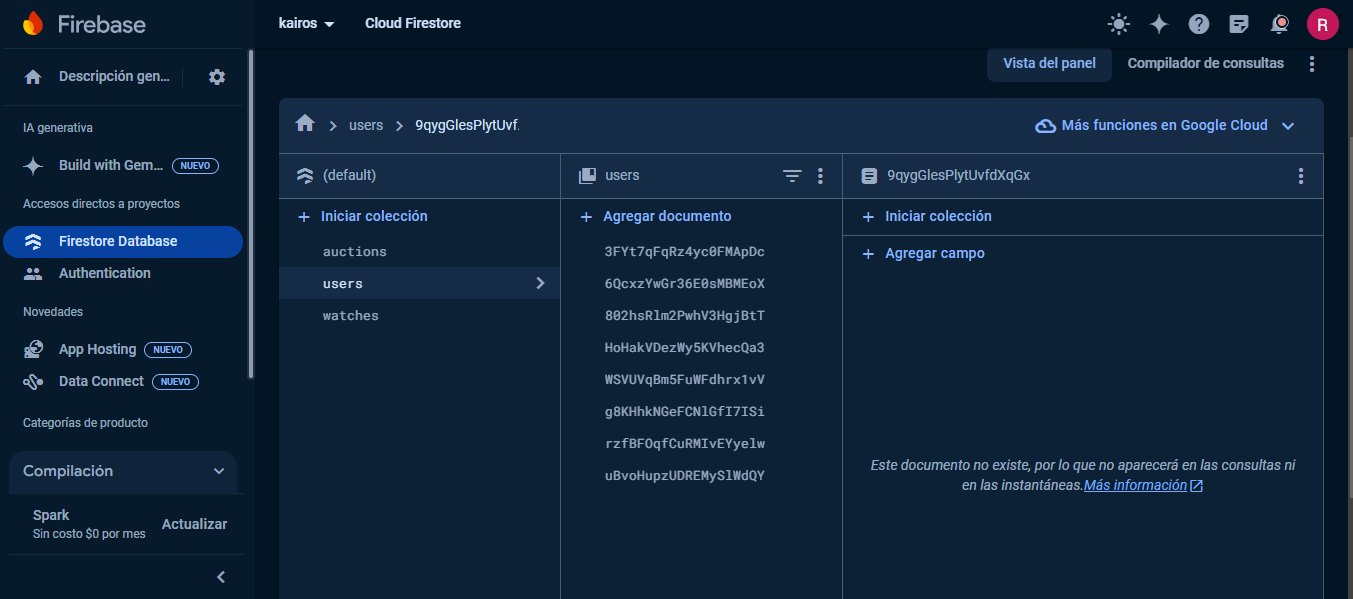 Firebase
kairos
Cloud Firestore
R
Descripción gen...
IA generativa
Build with Gem... NUEVO
Accesos directos a proyectos
Firestore Database
Authentication
Novedades
App Hosting NUEVO
Data Connect NUEVO
Categorías de producto
Compilación
Spark
Sin costo $0 por mes
Actualizar
Vista del panel
Compilador de consultas
users
9qygGlesPlytUvf.
Más funciones en Google Cloud
(default)
Iniciar colección
auctions
users
watches
users
Agregar documento
3FYt7qFqRz4yc0FMApDc
6QcxzYwGr36E0sMBMEoX
802hsRlm2PwhV3HgjBtT
HoHakVDezWy5KVhecQa3
WSVUVqBm5FuWFdhrx1vV
g8KHhkNGeFCNlGfI7ISi
rzfBFOqfCuRMIvEYyelw
uBvoHupzUDREMySlWdQY
9qygGlesPlytUvfdXqGx
Iniciar colección
Agregar campo
Este documento no existe, por lo que no aparecerá en las consultas ni
en las instantáneas.Más información